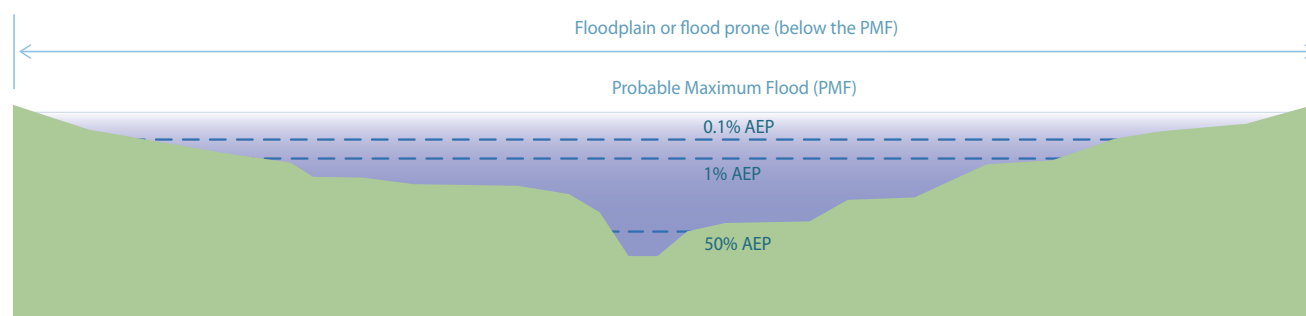 Floodplain or flood prone (below the PMF)
Probable Maximum Flood (PMF)
0.1% AEP
1% AEP
50% AEP